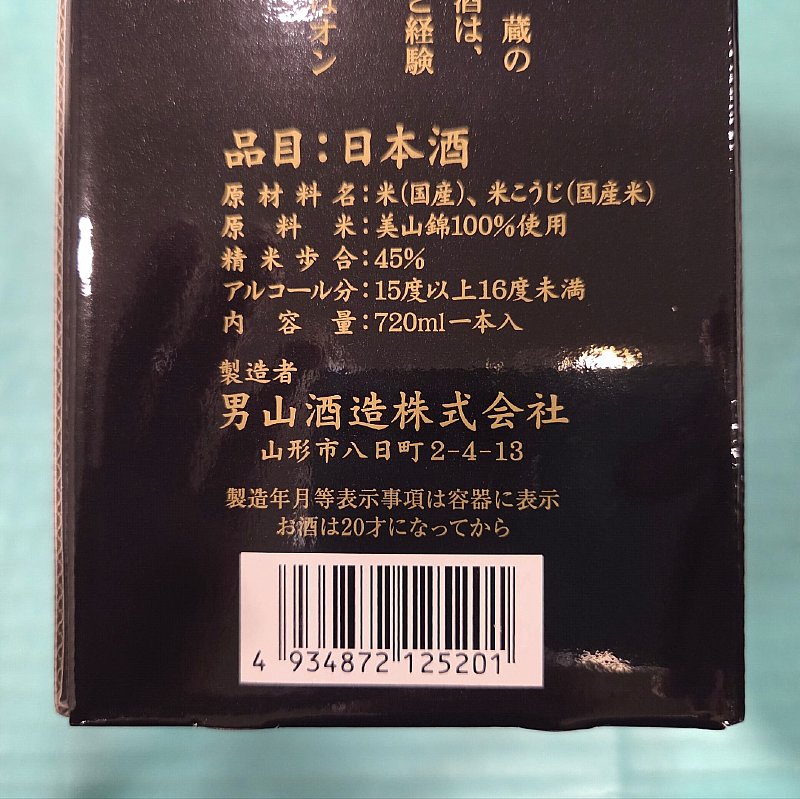 蔵の
酒は、
と経験
はオン
品目：日本酒
原材料名：米(国産)、米こうじ(国産米)
原料米：美山錦100%使用
精米歩合：45%
アルコール分：15度以上16度未満
内容量：720ml一本入
製造者
男山酒造株式会社
山形市八日町2-4-13
製造年月等表示事項は容器に表示
お酒は20才になってから
4 934872 125201